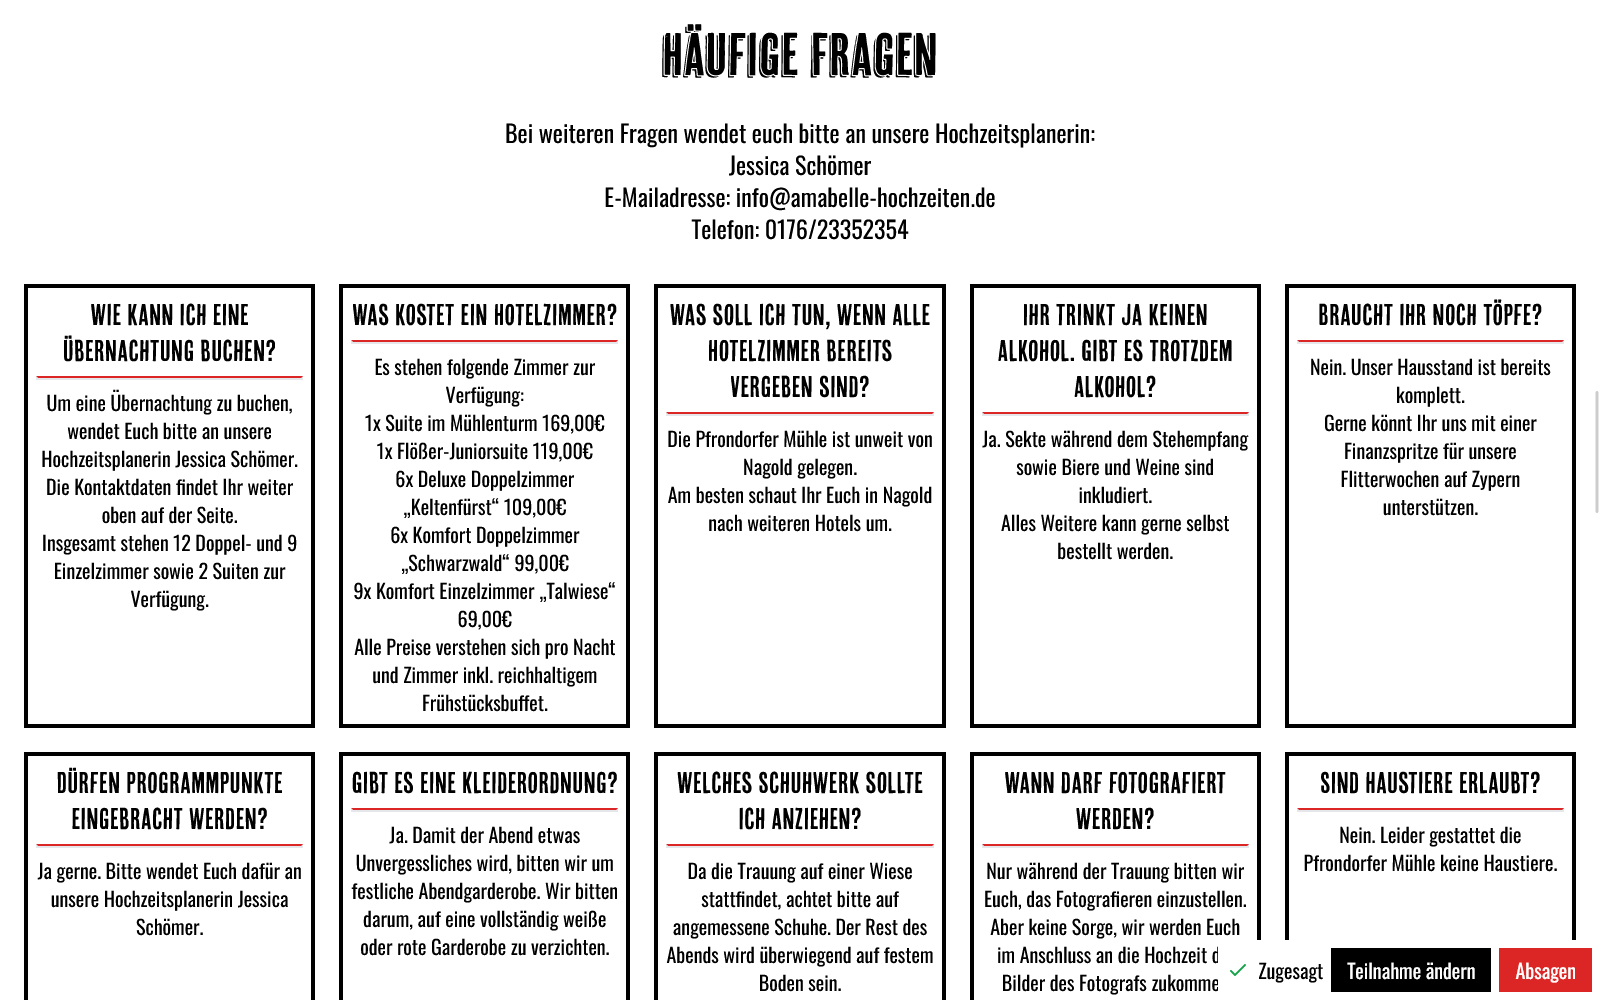 HÄUFIGE FRAGEN
Bei weiteren Fragen wendet euch bitte an unsere Hochzeitsplanerin:
Jessica Schömer
E-Mailadresse: info@amabelle-hochzeiten.de
Telefon: 0176/23352354
WIE KANN ICH EINE
ÜBERNACHTUNG BUCHEN?
Um eine Übernachtung zu buchen,
wendet Euch bitte an unsere
Hochzeitsplanerin Jessica Schömer.
Die Kontaktdaten findet Ihr weiter
oben auf der Seite.
Insgesamt stehen 12 Doppel- und 9
Einzelzimmer sowie 2 Suiten zur
Verfügung.
WAS KOSTET EIN HOTELZIMMER?
Es stehen folgende Zimmer zur
Verfügung:
1x Suite im Mühlenturm 169,00€
1x Flößer-Juniorsuite 119,00€
6x Deluxe Doppelzimmer
„Keltenfürst“ 109,00€
6x Komfort Doppelzimmer
„Schwarzwald“ 99,00€
9x Komfort Einzelzimmer „Talwiese“
69,00€
Alle Preise verstehen sich pro Nacht
und Zimmer inkl. reichhaltigem
Frühstücksbuffet.
WAS SOLL ICH TUN, WENN ALLE
HOTELZIMMER BEREITS
VERGEBEN SIND?
Die Pfrondorfer Mühle ist unweit von
Nagold gelegen.
Am besten schaut Ihr Euch in Nagold
nach weiteren Hotels um.
IHR TRINKT JA KEINEN
ALKOHOL. GIBT ES TROTZDEM
ALKOHOL?
Ja. Sekte während dem Stehempfang
sowie Biere und Weine sind
inkludiert.
Alles Weitere kann gerne selbst
bestellt werden.
BRAUCHT IHR NOCH TÖPFE?
Nein. Unser Hausstand ist bereits
komplett.
Gerne könnt Ihr uns mit einer
Finanzspritze für unsere
Flitterwochen auf Zypern
unterstützen.
DÜRFEN PROGRAMMPUNKTE
EINGEBRACHT WERDEN?
Ja gerne. Bitte wendet Euch dafür an
unsere Hochzeitsplanerin Jessica
Schömer.
GIBT ES EINE KLEIDERORDNUNG?
Ja. Damit der Abend etwas
Unvergessliches wird, bitten wir um
festliche Abendgarderobe. Wir bitten
darum, auf eine vollständig weiße
oder rote Garderobe zu verzichten.
WELCHES SCHUHWERK SOLLTE
ICH ANZIEHEN?
Da die Trauung auf einer Wiese
stattfindet, achtet bitte auf
angemessene Schuhe. Der Rest des
Abends wird überwiegend auf festem
Boden sein.
WANN DARF FOTOGRAFIERT
WERDEN?
Nur während der Trauung bitten wir
Euch, das Fotografieren einzustellen.
Aber keine Sorge, wir werden Euch
im Anschluss an die Hochzeit
Bilder des Fotografs
SIND HAUSTIERE ERLAUBT?
Nein. Leider gestattet die
Pfrondorfer Mühle keine Haustiere.
Zugesagt
Teilnahme ändern
Absagen